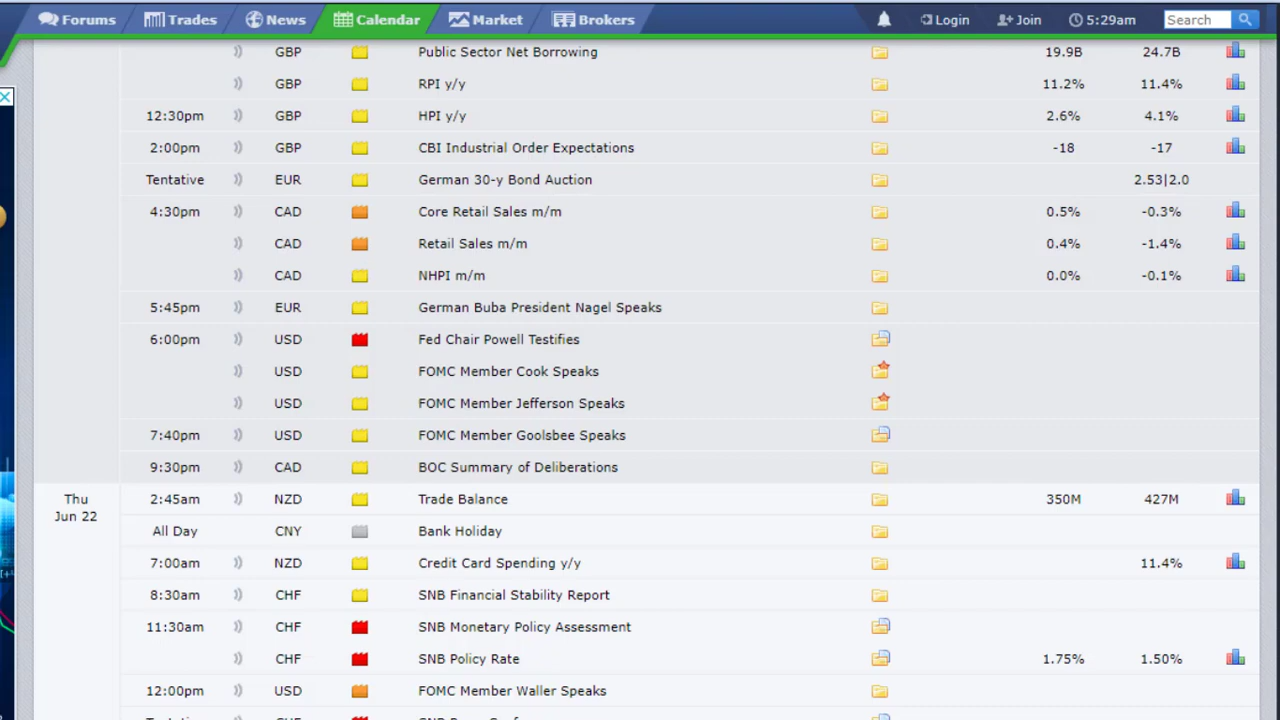 Forums Trades News Calendar Market Brokers Login Join 5:29am Search
GBP Public Sector Net Borrowing 19.9B 24.7B
GBP RPI y/y 11.2% 11.4%
12:30pm GBP HPI y/y 2.6% 4.1%
2:00pm GBP CBI Industrial Order Expectations -18 -17
Tentative EUR German 30-y Bond Auction 2.53|2.0
4:30pm CAD Core Retail Sales m/m 0.5% -0.3%
CAD Retail Sales m/m 0.4% -1.4%
CAD NHPI m/m 0.0% -0.1%
5:45pm EUR German Buba President Nagel Speaks
6:00pm USD Fed Chair Powell Testifies
USD FOMC Member Cook Speaks
USD FOMC Member Jefferson Speaks
7:40pm USD FOMC Member Goolsbee Speaks
9:30pm CAD BOC Summary of Deliberations
Thu 2:45am NZD Trade Balance 350M 427M
Jun 22
All Day CNY Bank Holiday
7:00am NZD Credit Card Spending y/y 11.4%
8:30am CHF SNB Financial Stability Report
11:30am CHF SNB Monetary Policy Assessment
CHF SNB Policy Rate 1.75% 1.50%
12:00pm USD FOMC Member Waller Speaks